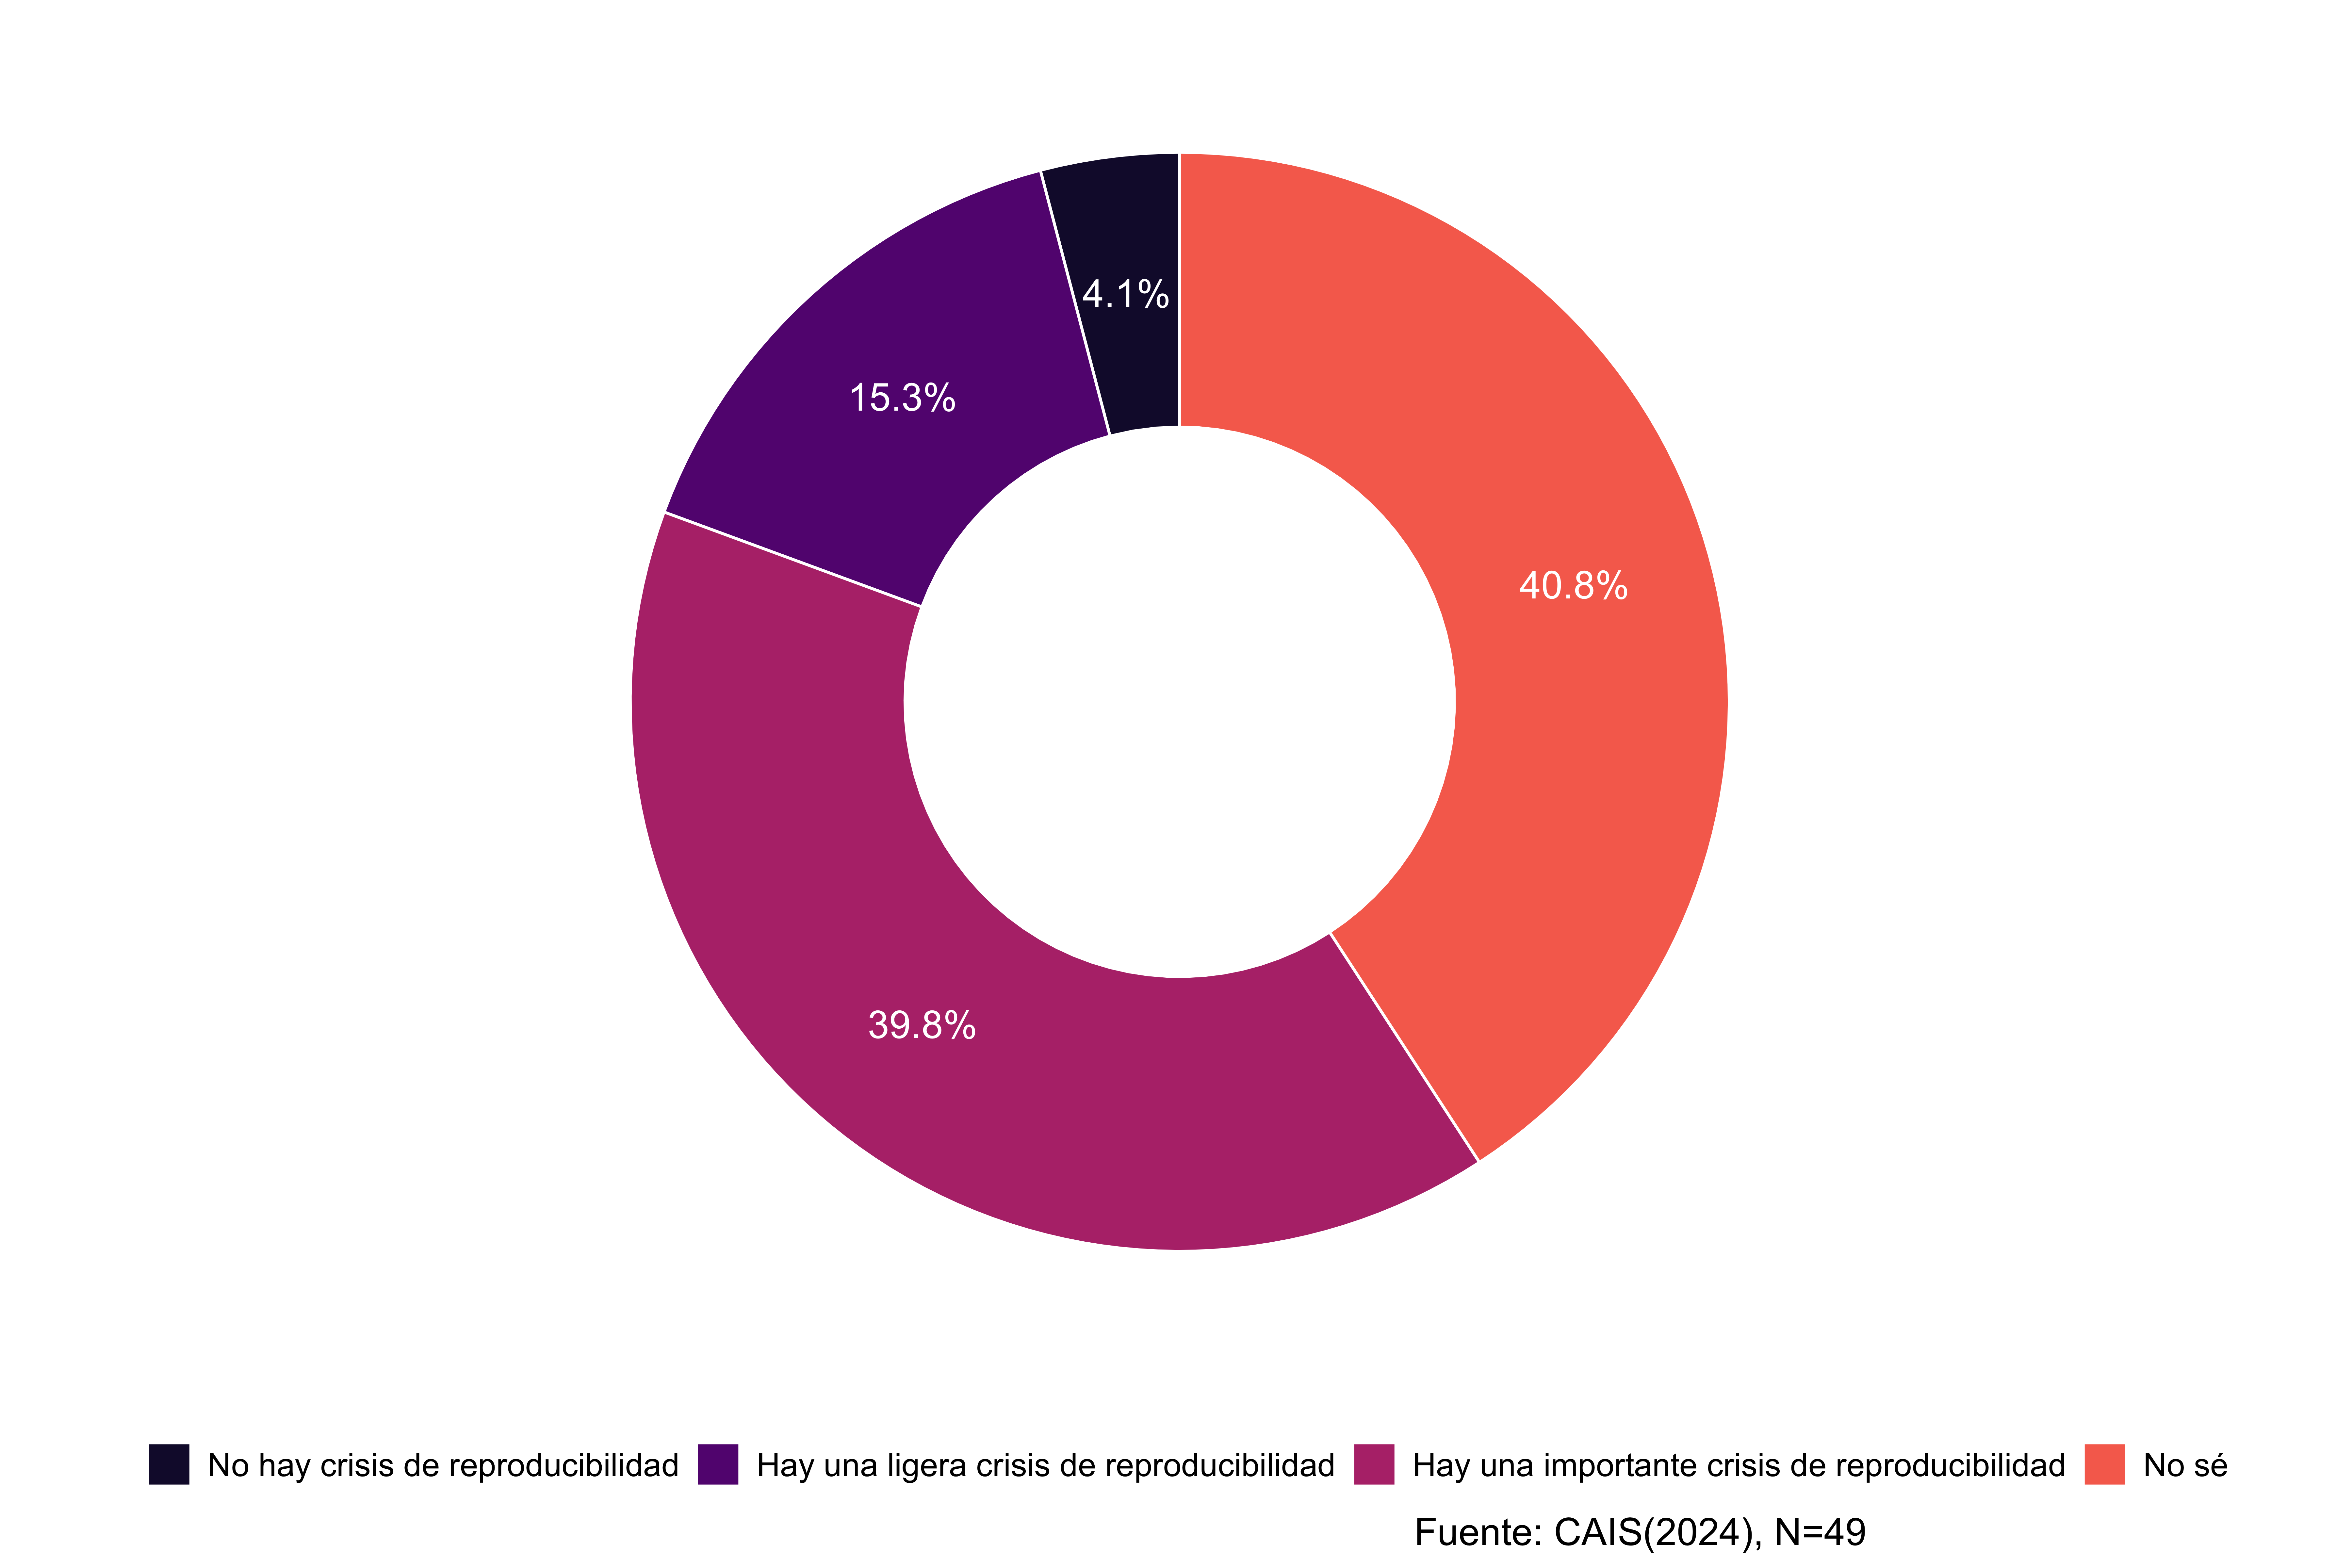 4.1%
15.3%
40.8%
39.8%
No hay crisis de reproducibilidad Hay una ligera crisis de reproducibilidad Hay una importante crisis de reproducibilidad No sé
Fuente: CAIS(2024), N=49